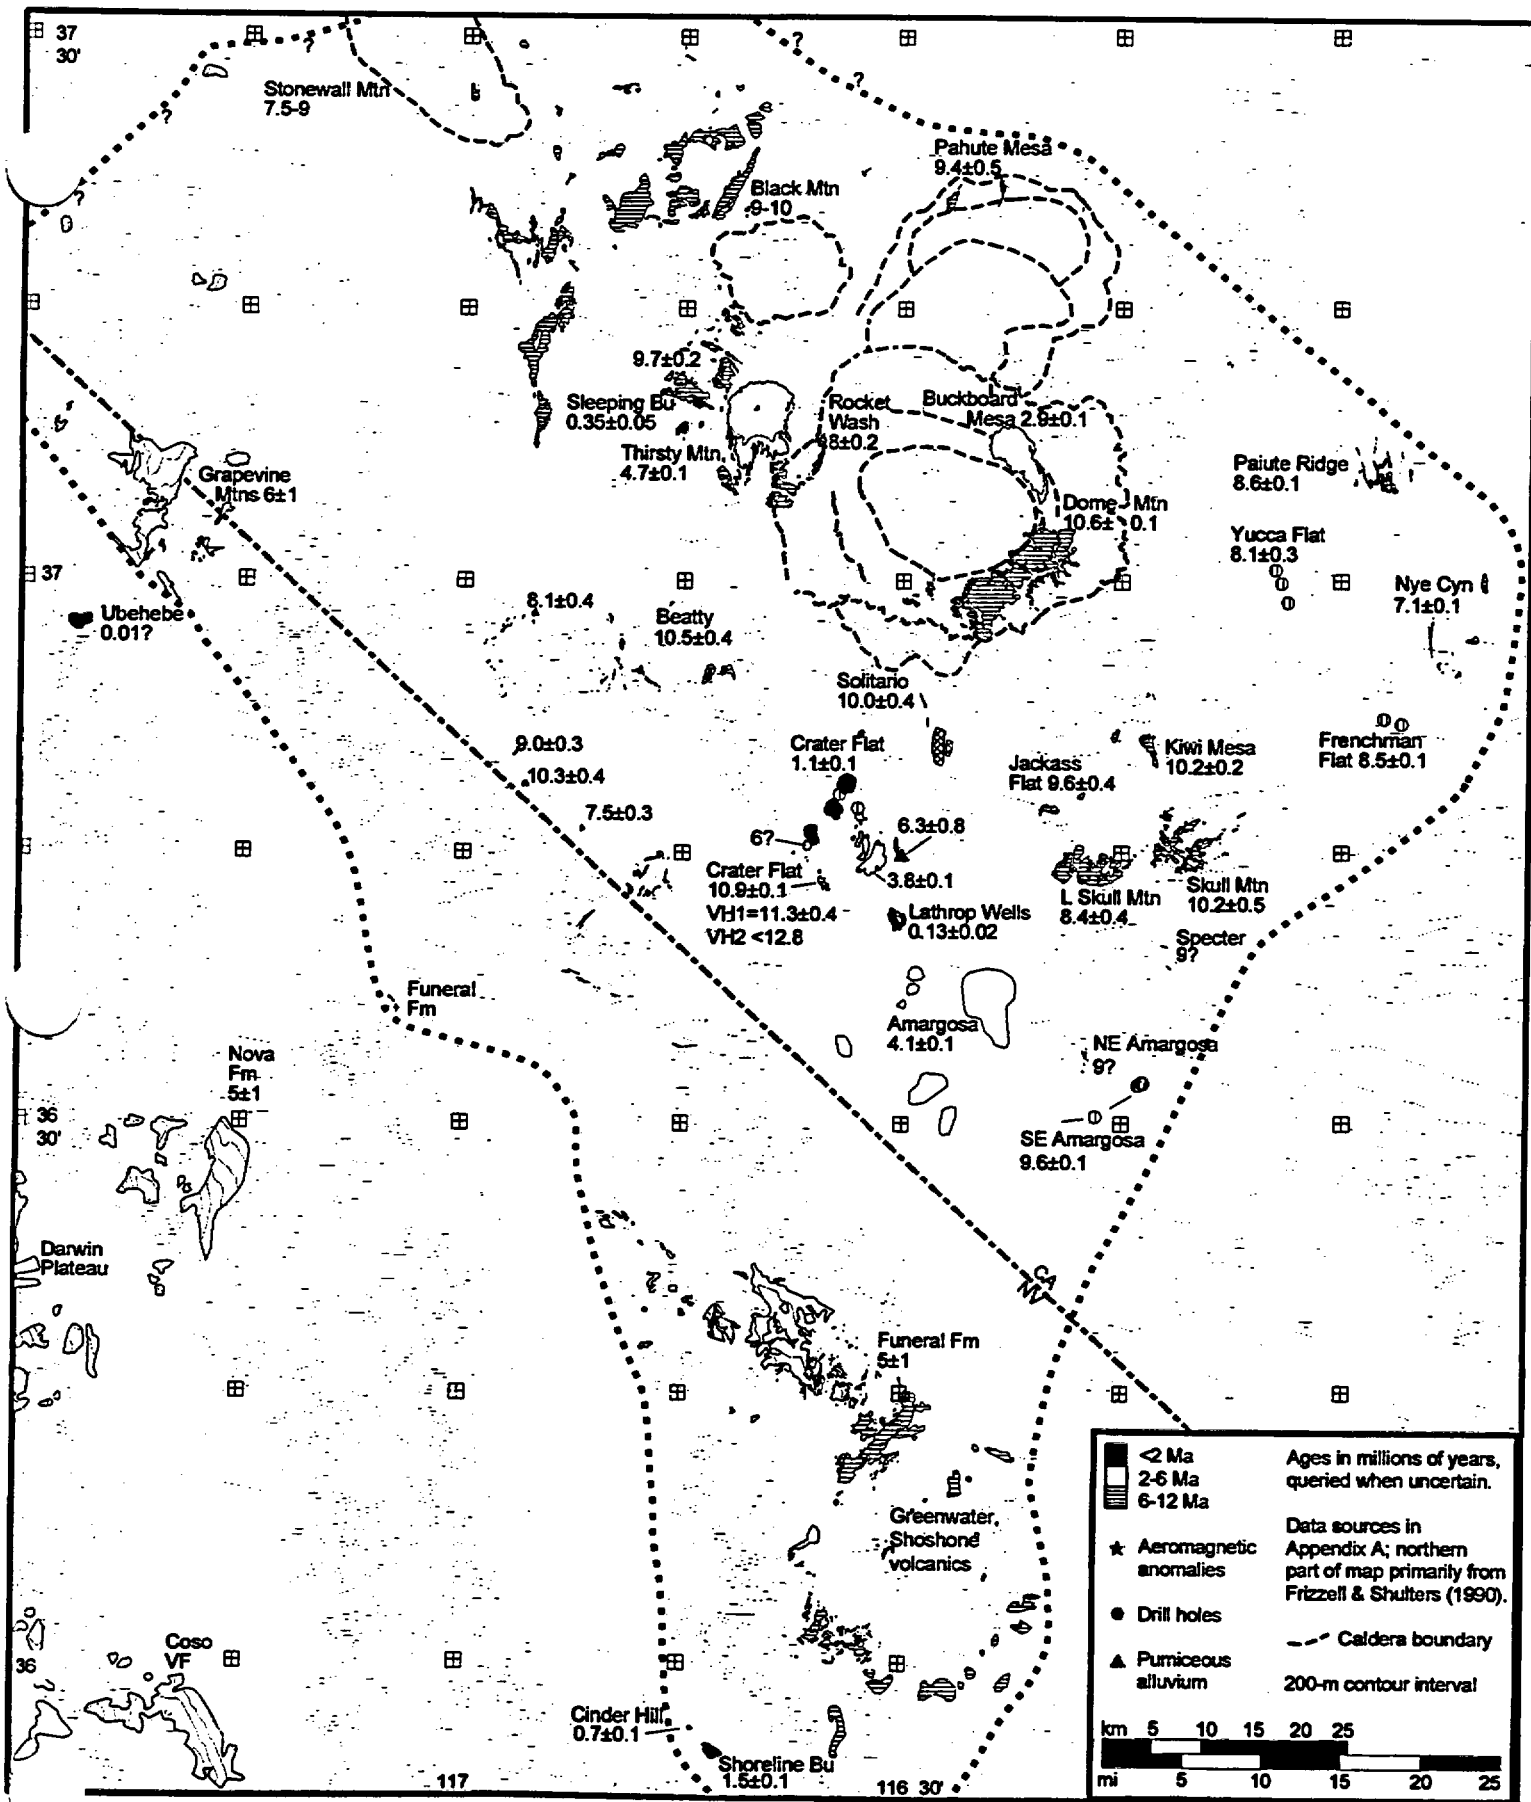 37
30'
?
?
?
?
?
Stonewall Mtn
7.5-9
Pahute Mesa
9.4±0.5
Black Mtn
9-10
9.7±0.2
Sleeping Bu
0.35±0.05
Thirsty Mtn
4.7±0.1
Rocket
Wash
8±0.2
Buckboard
Mesa 2.9±0.1
Grapevine
Mtns 6±1
Paiute Ridge
8.6±0.1
Dome Mtn
10.6± 0.1
Yucca Flat
8.1±0.3
37
Nye Cyn
7.1±0.1
Ubehebe
0.01?
8.1±0.4
Beatty
10.5±0.4
Solitario
10.0±0.4
9.0±0.3
10.3±0.4
7.5±0.3
Crater Flat
1.1±0.1
Jackass
Flat 9.6±0.4
Kiwi Mesa
10.2±0.2
Frenchman
Flat 8.5±0.1
6?
6.3±0.8
3.8±0.1
Crater Flat
10.9±0.1
VH1=11.3±0.4
VH2 <12.8
Lathrop Wells
0.13±0.02
L Skull Mtn
8.4±0.4
Skull Mtn
10.2±0.5
Specter
9?
Funeral
Fm
Amargosa
4.1±0.1
NE Amargosa
9?
Nova
Fm
5±1
36
30'
SE Amargosa
9.6±0.1
Darwin
Plateau
CA
NV
Funeral Fm
5±1
Greenwater,
Shoshone
volcanics
Coso
VF
36
Cinder Hill
0.7±0.1
Shoreline Bu
1.5±0.1
117
116 30'
<2 Ma
2-6 Ma
6-12 Ma
Aeromagnetic
anomalies
Drill holes
Pumiceous
alluvium
Ages in millions of years,
queried when uncertain.
Data sources in
Appendix A; northern
part of map primarily from
Frizzell & Shulters (1990).
Caldera boundary
200-m contour interval
km 5 10 15 20 25
mi 5 10 15 20 25